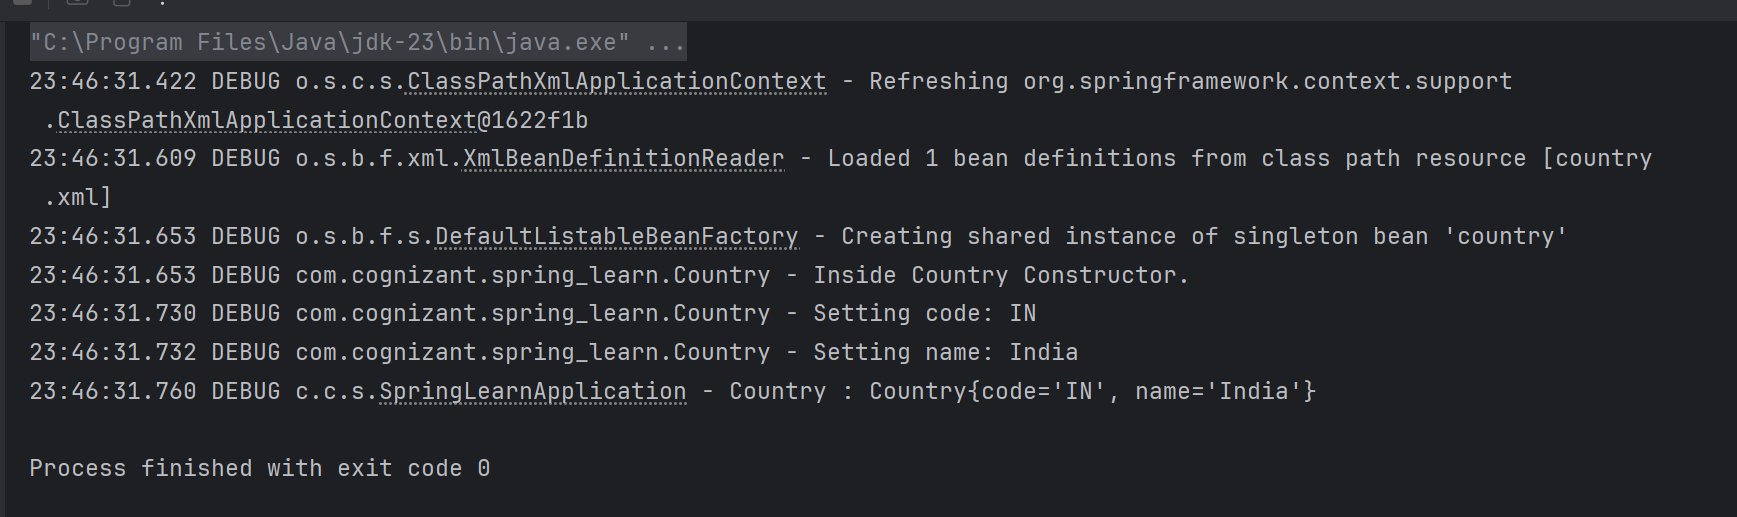 "C:\Program Files\Java\jdk-23\bin\java.exe" ...
23:46:31.422 DEBUG o.s.c.s.ClassPathXmlApplicationContext - Refreshing org.springframework.context.support
.ClassPathXmlApplicationContext@1622f1b
23:46:31.609 DEBUG o.s.b.f.xml.XmlBeanDefinitionReader - Loaded 1 bean definitions from class path resource [country
.xml]
23:46:31.653 DEBUG o.s.b.f.s.DefaultListableBeanFactory - Creating shared instance of singleton bean 'country'
23:46:31.653 DEBUG com.cognizant.spring_learn.Country - Inside Country Constructor.
23:46:31.730 DEBUG com.cognizant.spring_learn.Country - Setting code: IN
23:46:31.732 DEBUG com.cognizant.spring_learn.Country - Setting name: India
23:46:31.760 DEBUG c.c.s.SpringLearnApplication - Country : Country{code='IN', name='India'}
Process finished with exit code 0